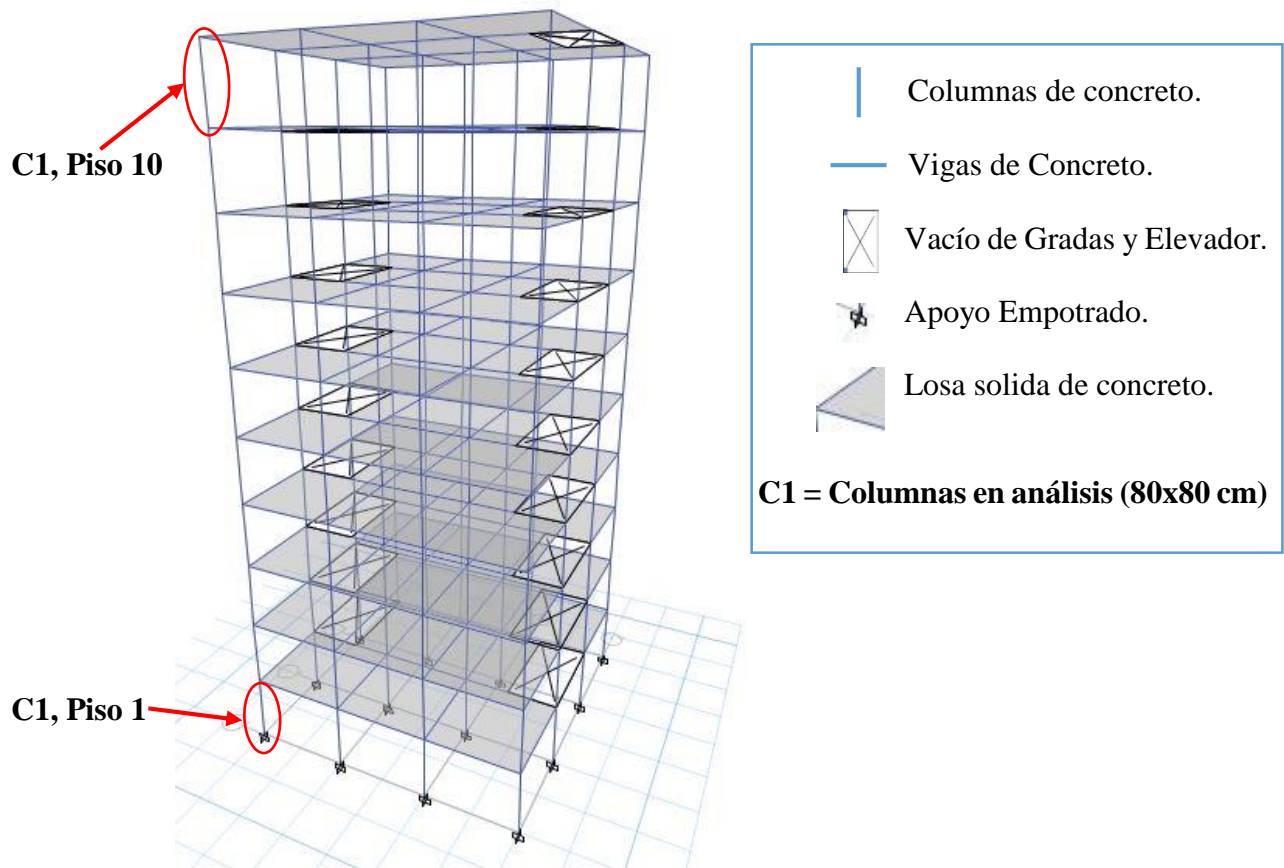 C1, Piso 10
C1, Piso 1
Columnas de concreto.
Vigas de Concreto.
Vacío de Gradas y Elevador.
Apoyo Empotrado.
Losa solida de concreto.
C1 = Columnas en análisis (80x80 cm)